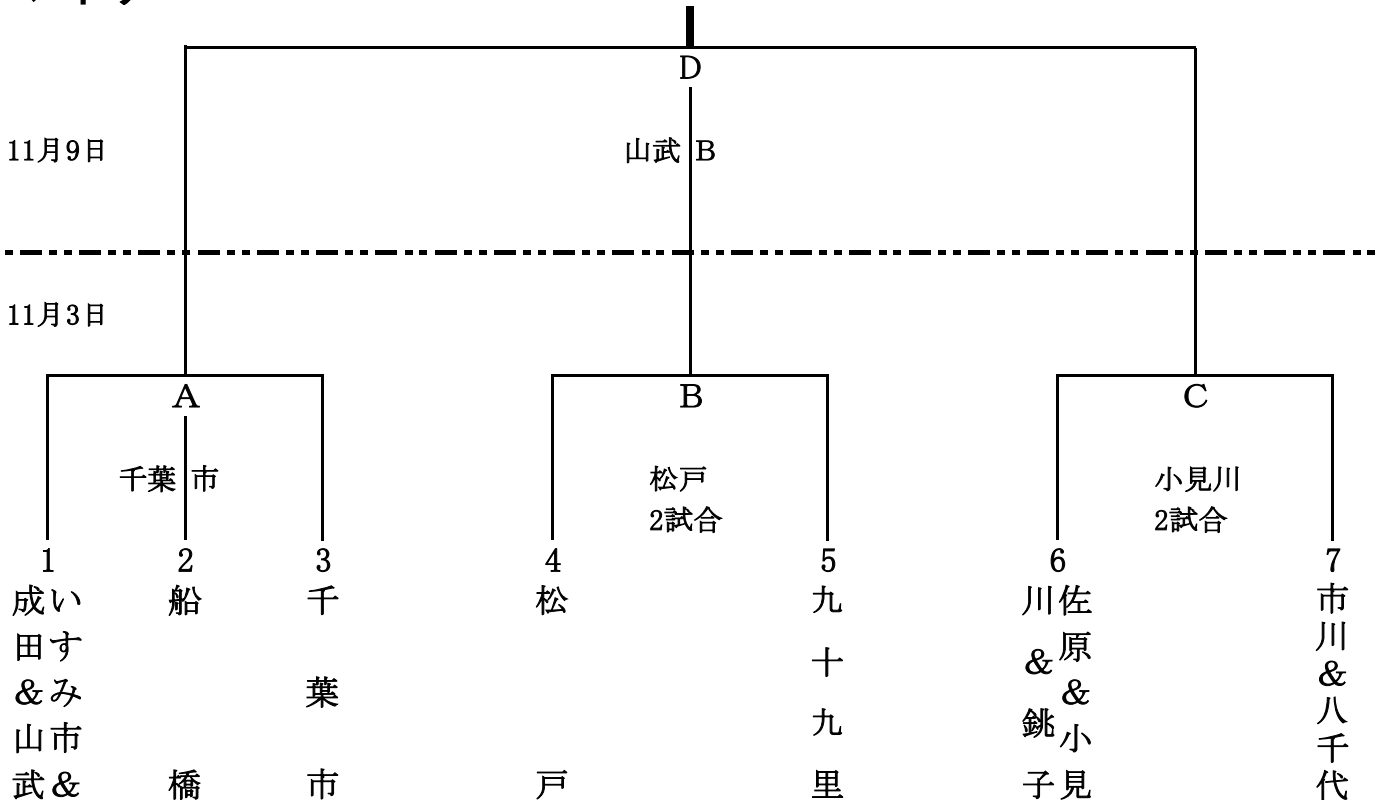 D
11月9日
山武 B
11月3日
A
B
C
千葉 市
松戸
2試合
小見川
2試合
1
2
3
4
5
6
7
いすみ市&
成田&山武
船橋
千葉市
松戸
九十九里
佐原&小見
川&銚子
市川&八千代